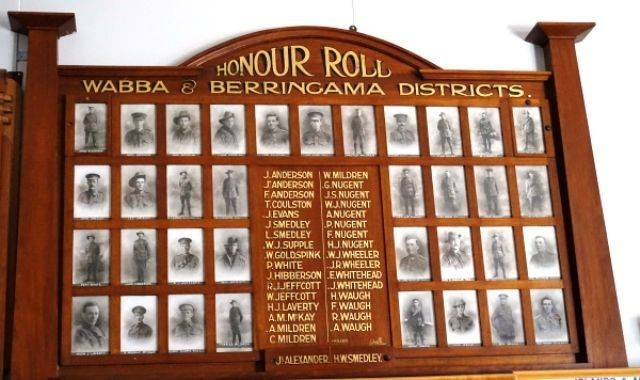 HONOUR ROLL
WABBA & BERRINGAMA DISTRICTS.
J. ANDERSON
J. ANDERSON
F. ANDERSON
T. COULSTON
J. EVANS
J. SMEDLEY
L. SMEDLEY
W. J. SUPPLE
W. GOLDSPINK
P. WHITE
J. HIBBERSON
R. J. JEFFCOTT
W. JEFFCOTT
H. J. LAVERTY
A. M. McKAY
A. MILDREN
C. MILDREN
W. MILDREN
G. NUGENT
J. S. NUGENT
W. J. NUGENT
A. NUGENT
P. NUGENT
F. NUGENT
H. J. NUGENT
W. J. WHEELER
J. R. WHEELER
E. WHITEHEAD
J. WHITEHEAD
H. WAUGH
F. WAUGH
R. WAUGH
A. WAUGH
Js. ALEXANDER. H. W. SMEDLEY.